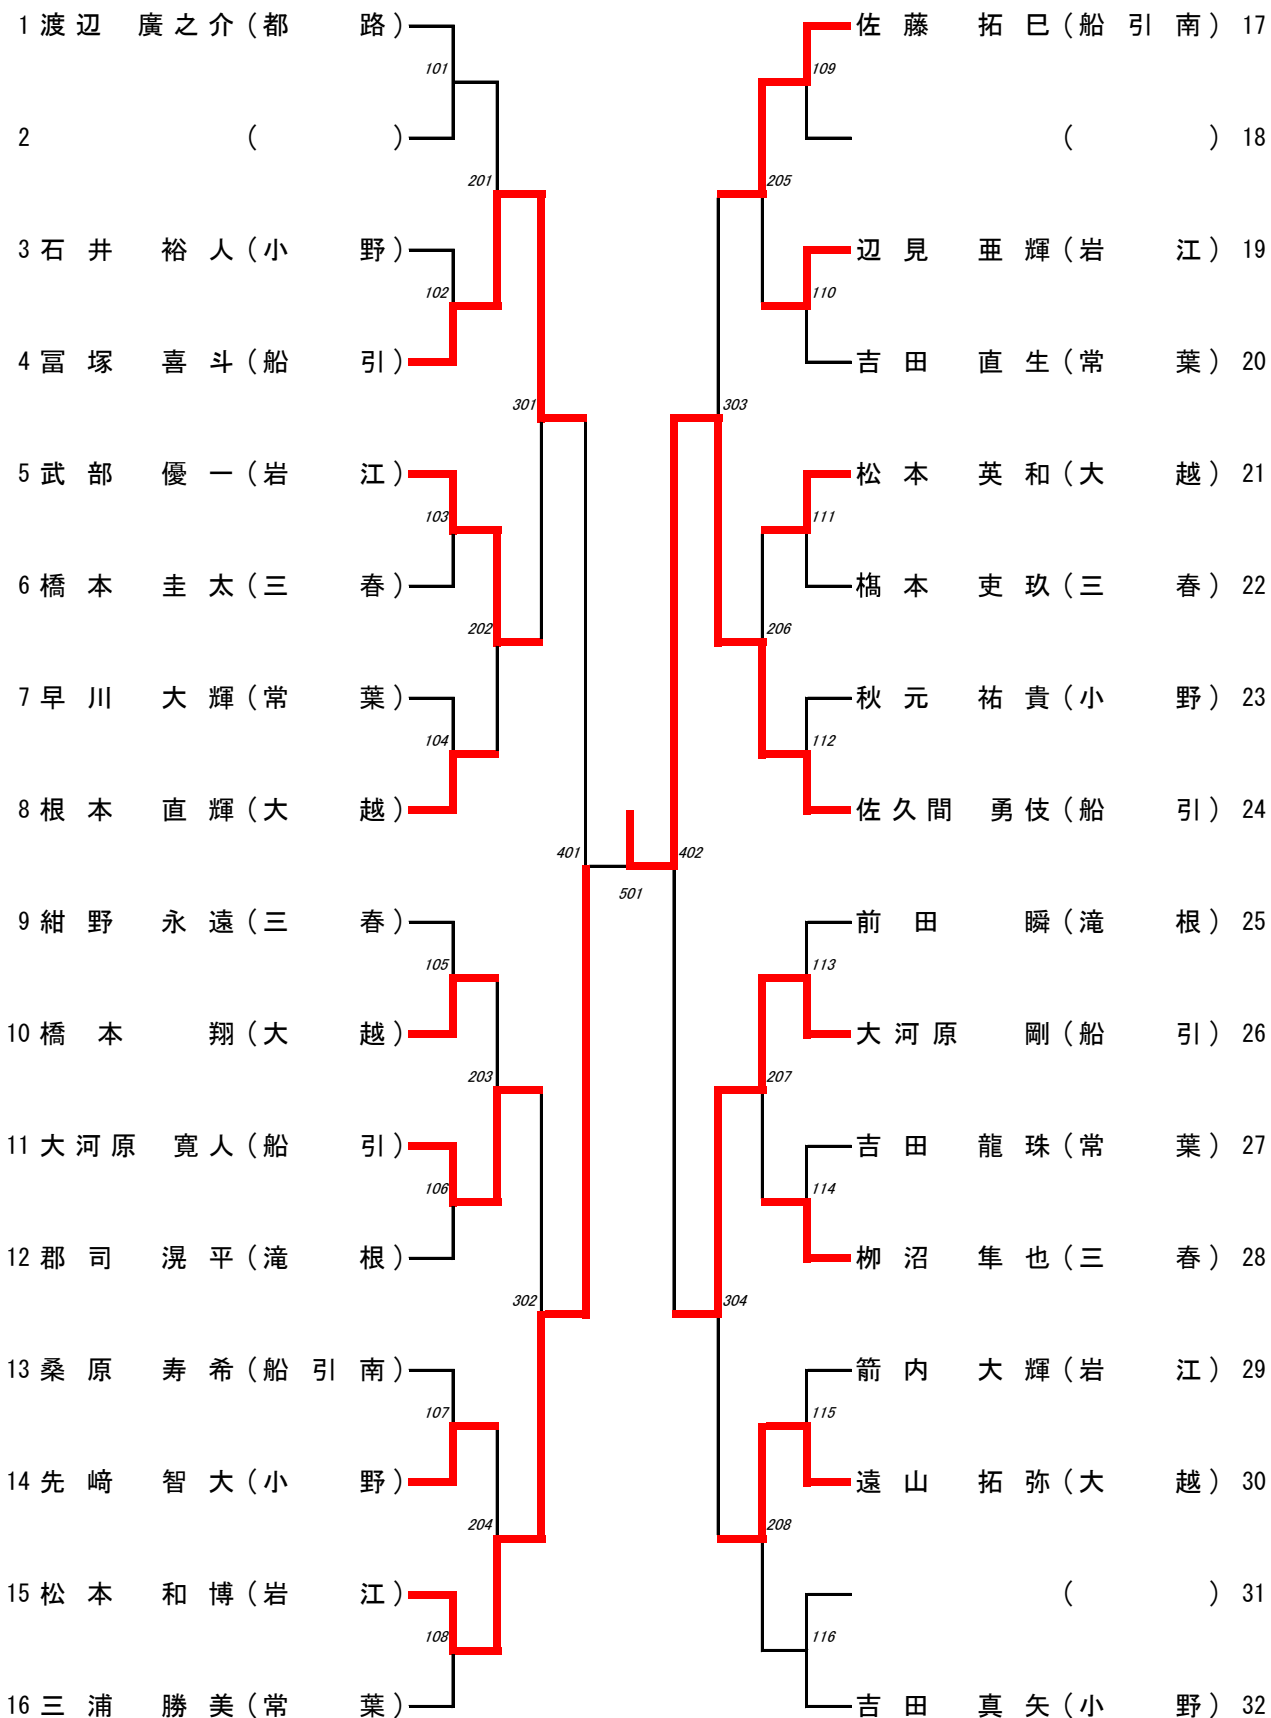 1 渡辺 廣之介 (都 路)
101
2 ( )
201
3 石井 裕人 (小 野)
102
4 冨塚 喜斗 (船 引)
301
5 武部 優一 (岩 江)
103
6 橋本 圭太 (三 春)
202
7 早川 大輝 (常 葉)
104
8 根本 直輝 (大 越)
401
9 紺野 永遠 (三 春)
105
10 橋本 翔 (大 越)
203
11 大河原 寛人 (船 引)
106
12 郡司 滉平 (滝 根)
302
13 桑原 寿希 (船引南)
107
14 先﨑 智大 (小 野)
204
15 松本 和博 (岩 江)
108
16 三浦 勝美 (常 葉)
501
佐藤 拓巳 (船引南) 17
109
( ) 18
205
辺見 亜輝 (岩 江) 19
110
吉田 直生 (常 葉) 20
303
松本 英和 (大 越) 21
111
槗本 吏玖 (三 春) 22
206
秋元 祐貴 (小 野) 23
112
佐久間 勇伎 (船 引) 24
402
前田 瞬 (滝 根) 25
113
大河原 剛 (船 引) 26
207
吉田 龍珠 (常 葉) 27
114
栁沼 隼也 (三 春) 28
304
箭内 大輝 (岩 江) 29
115
遠山 拓弥 (大 越) 30
208
( ) 31
116
吉田 真矢 (小 野) 32